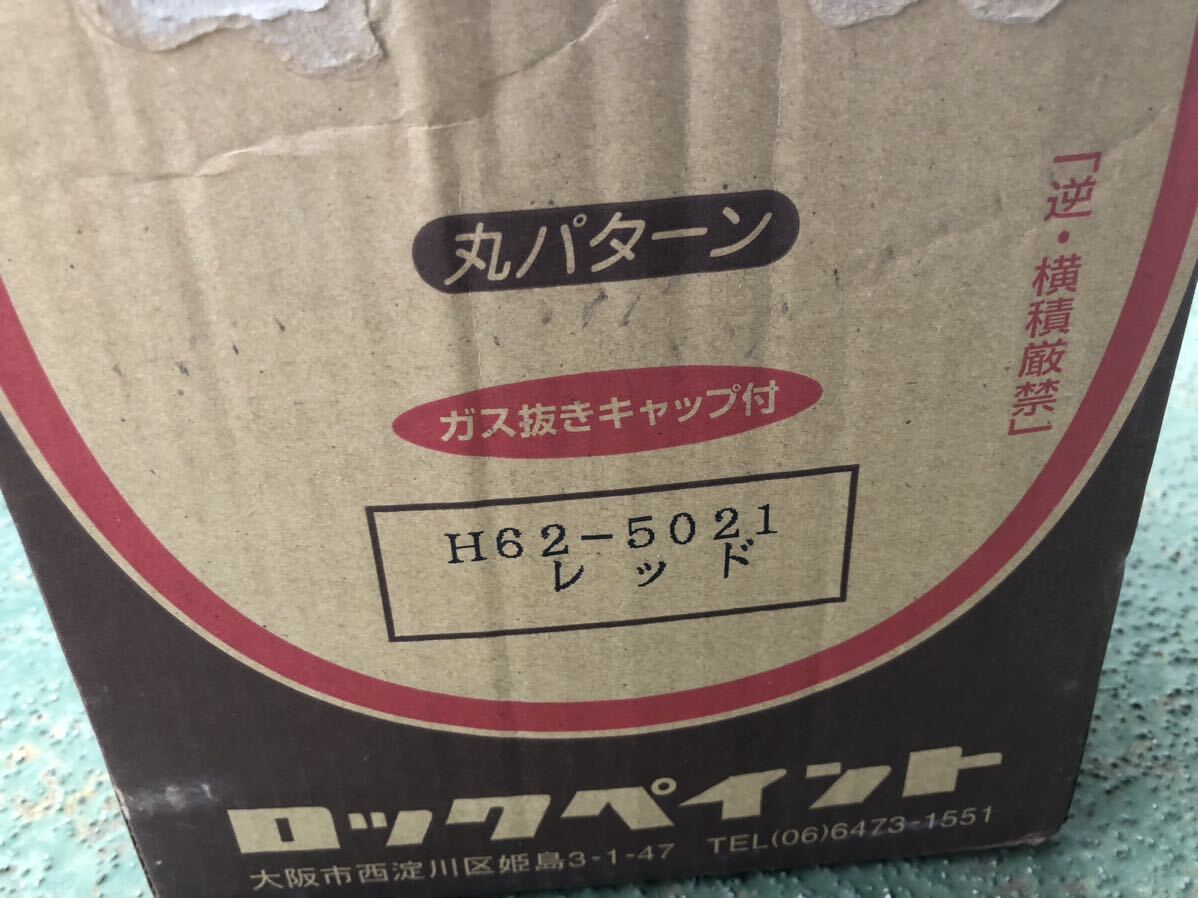 丸パターン
「逆・横積厳禁」
ガス抜きキャップ付
H62-5021
レッド
ロックペイント
大阪市西淀川区姫島3-1-47 TEL(06)6473-1551